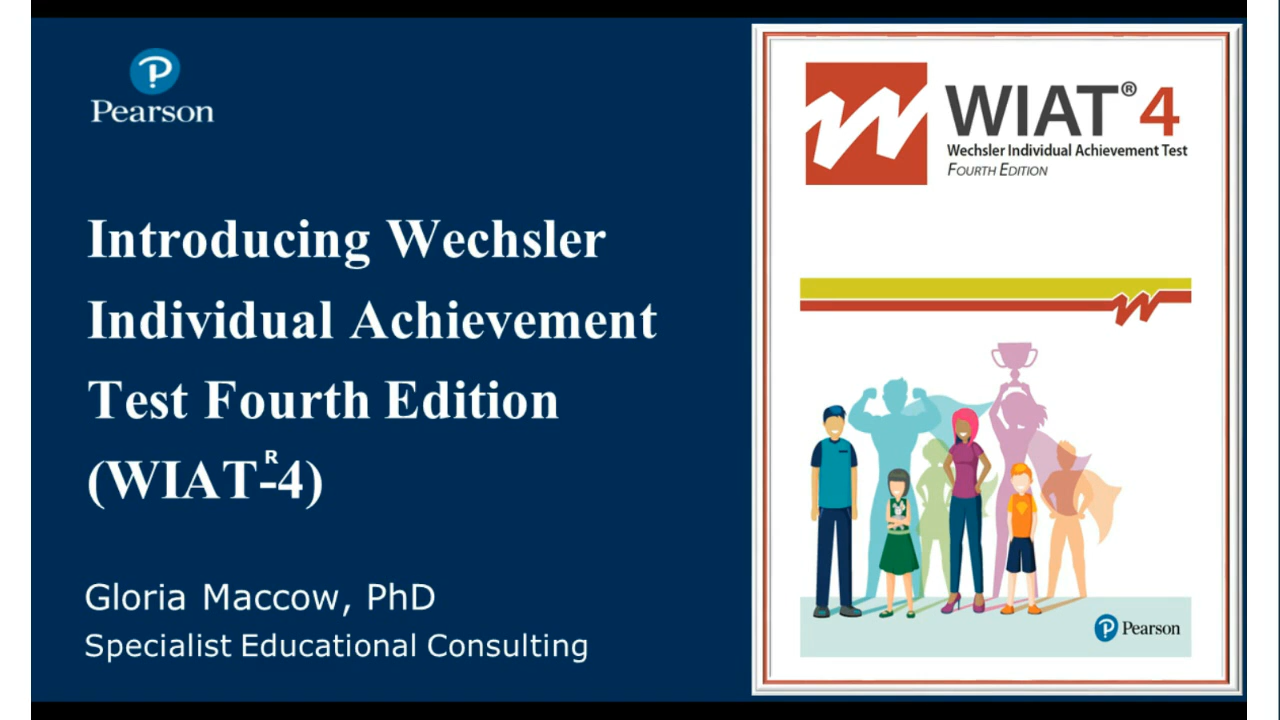 Pearson
Introducing Wechsler
Individual Achievement
Test Fourth Edition
(WIAT-ᴿ4)
Gloria Maccow, PhD
Specialist Educational Consulting
WIAT®4
Wechsler Individual Achievement Test
FOURTH EDITION
Pearson